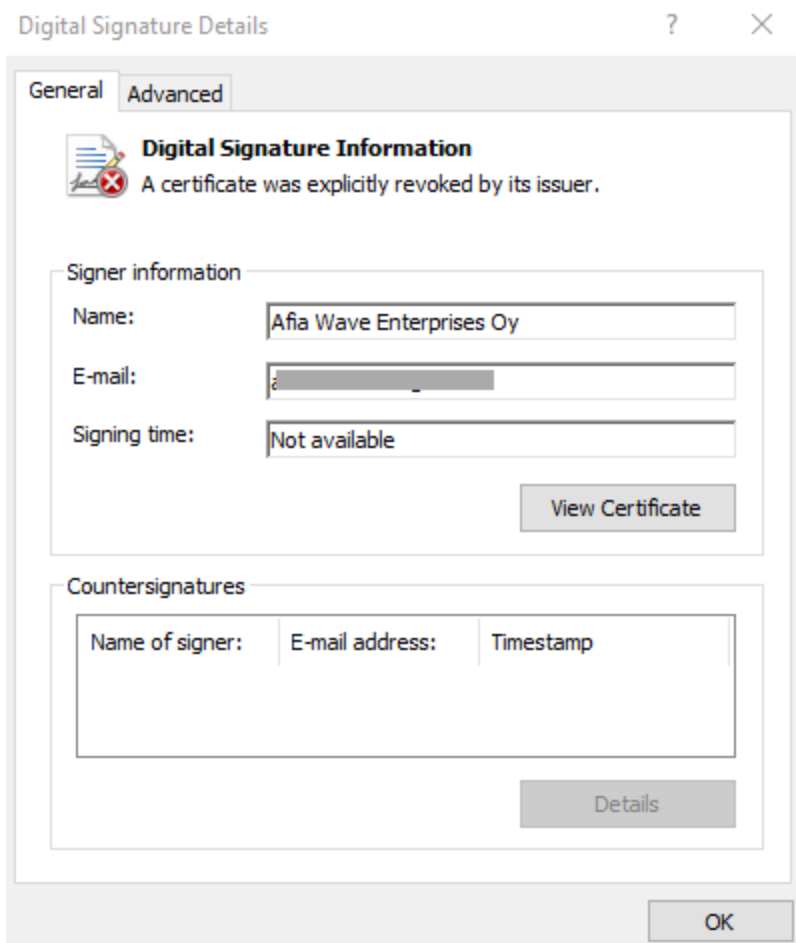 Digital Signature Details
General
Advanced
Digital Signature Information
A certificate was explicitly revoked by its issuer.
Signer information
Name:
Afia Wave Enterprises Oy
E-mail:
Signing time:
Not available
View Certificate
Countersignatures
Name of signer:
E-mail address:
Timestamp
Details
OK